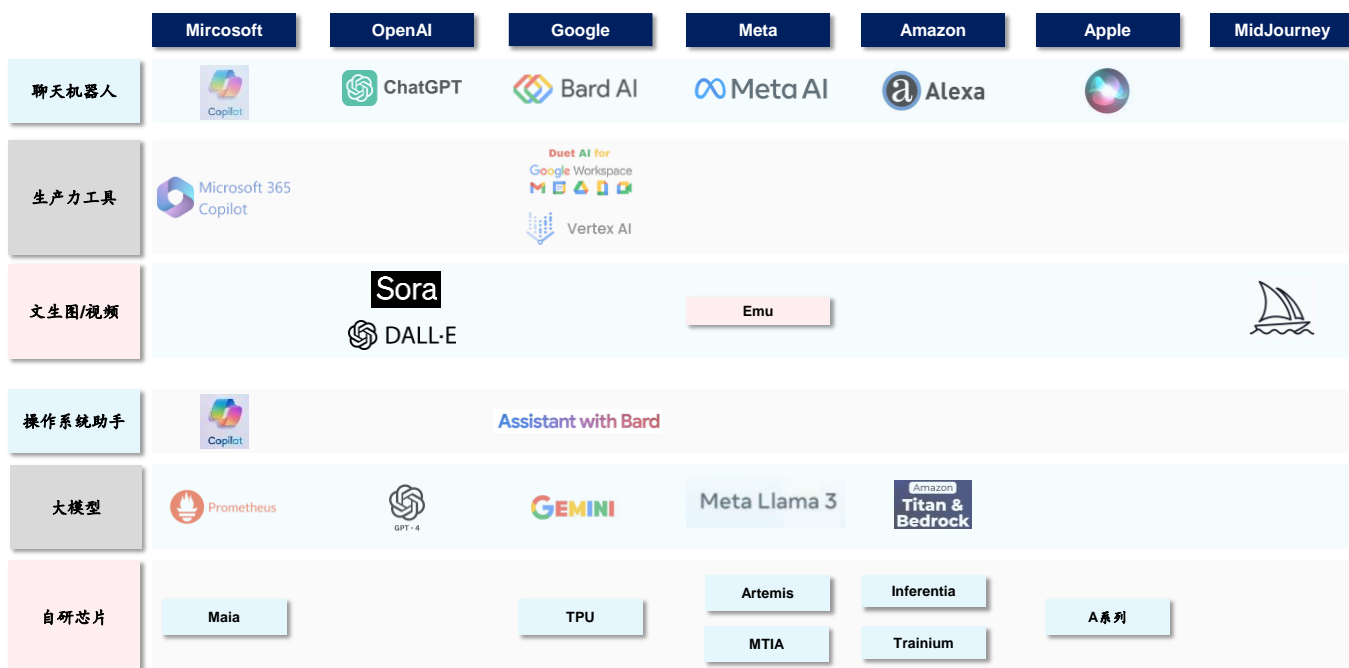 Mircosoft
OpenAI
Google
Meta
Amazon
Apple
MidJourney
聊天机器人
Copilot
ChatGPT
Bard AI
Meta AI
a Alexa
生产力工具
Microsoft 365
Copilot
Duet AI for
Google Workspace
Vertex AI
文生图/视频
Sora
DALL·E
Emu
操作系统助手
Copilot
Assistant with Bard
大模型
Prometheus
GPT-4
GEMINI
Meta Llama 3
Amazon
Titan &
Bedrock
自研芯片
Maia
TPU
Artemis
MTIA
Inferentia
Trainium
A系列